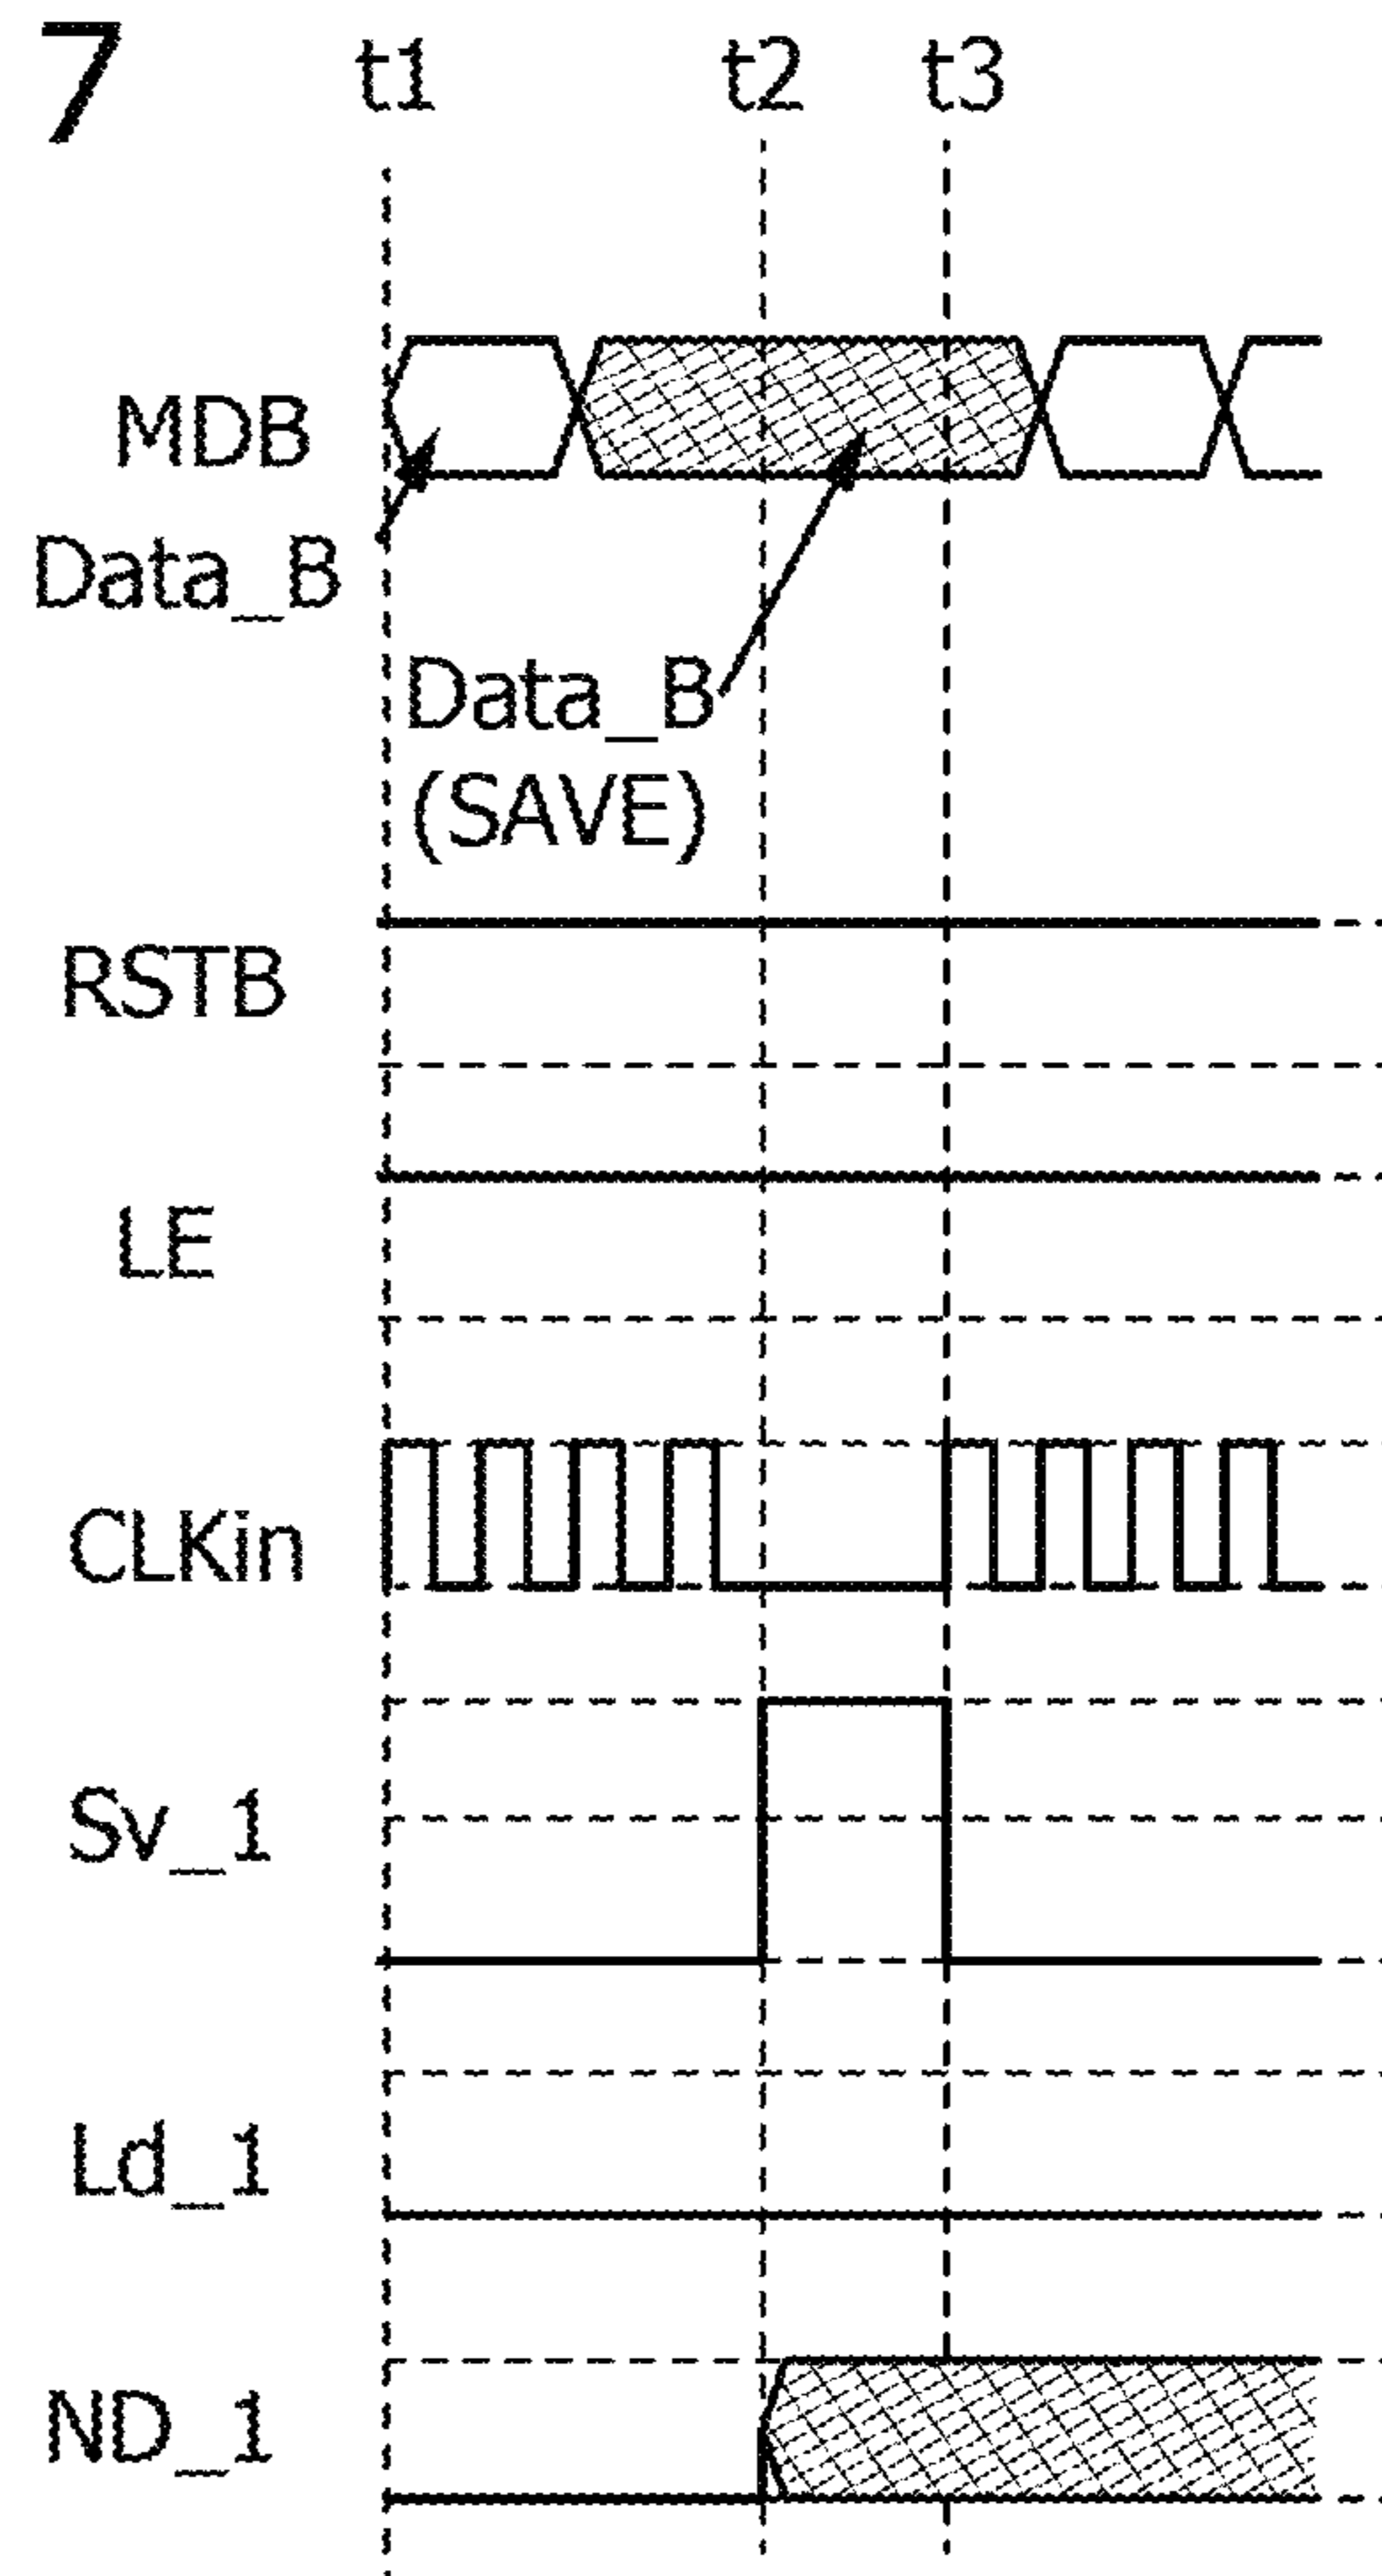 7
t1 t2 t3
MDB
Data_B
Data_B
(SAVE)
RSTB
LE
CLKin
Sv_1
Ld_1
ND_1